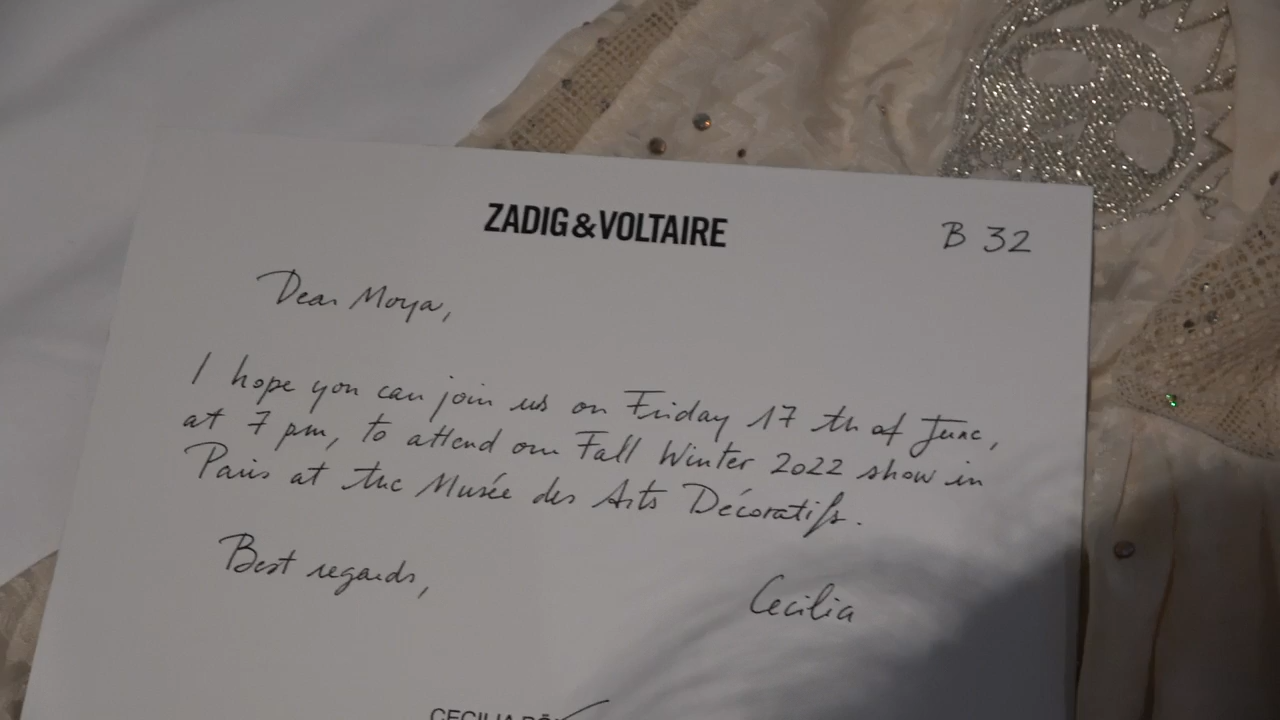 ZADIG&VOLTAIRE
B 32
Dear Moya,
I hope you can join us on Friday 17 th of June,
at 7 pm, to attend our Fall Winter 2022 show in
Paris at the Musée des Arts Décoratifs.
Best regards,
Cecilia
CECILIA